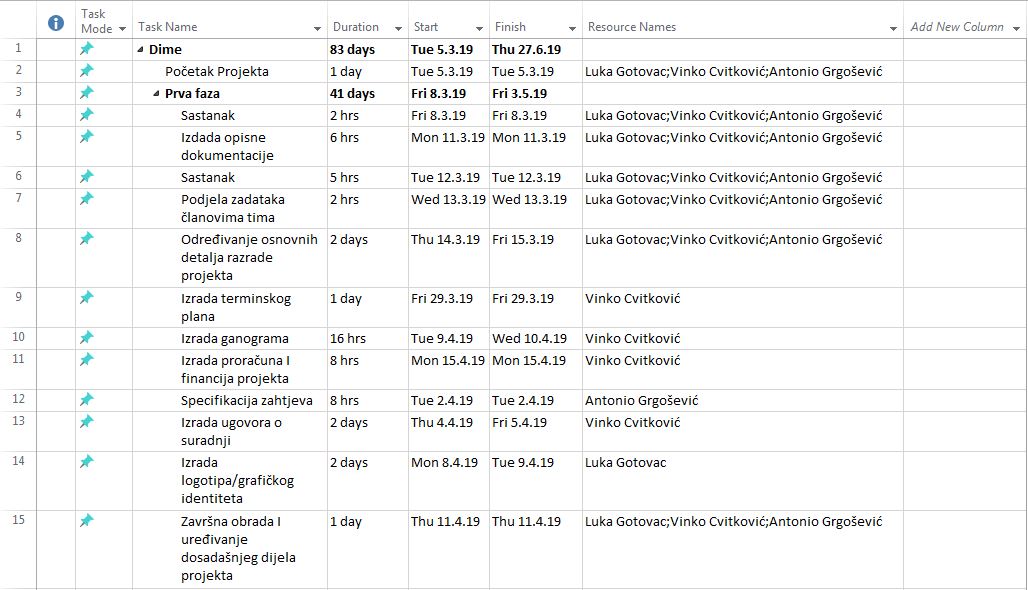 Task Mode Task Name Duration Start Finish Resource Names Add New Column
1 Dime 83 days Tue 5.3.19 Thu 27.6.19
2 Početak Projekta 1 day Tue 5.3.19 Tue 5.3.19 Luka Gotovac;Vinko Cvitković;Antonio Grgošević
3 Prva faza 41 days Fri 8.3.19 Fri 3.5.19
4 Sastanak 2 hrs Fri 8.3.19 Fri 8.3.19 Luka Gotovac;Vinko Cvitković;Antonio Grgošević
5 Izdada opisne 6 hrs Mon 11.3.19 Mon 11.3.19 Luka Gotovac;Vinko Cvitković;Antonio Grgošević
dokumentacije
6 Sastanak 5 hrs Tue 12.3.19 Tue 12.3.19 Luka Gotovac;Vinko Cvitković;Antonio Grgošević
7 Podjela zadataka 2 hrs Wed 13.3.19 Wed 13.3.19 Luka Gotovac;Vinko Cvitković;Antonio Grgošević
članovima tima
8 Određivanje osnovnih 2 days Thu 14.3.19 Fri 15.3.19 Luka Gotovac;Vinko Cvitković;Antonio Grgošević
detalja razrade
projekta
9 Izrada terminskog 1 day Fri 29.3.19 Fri 29.3.19 Vinko Cvitković
plana
10 Izrada ganograma 16 hrs Tue 9.4.19 Wed 10.4.19 Vinko Cvitković
11 Izrada proračuna I 8 hrs Mon 15.4.19 Mon 15.4.19 Vinko Cvitković
financija projekta
12 Specifikacija zahtjeva 8 hrs Tue 2.4.19 Tue 2.4.19 Antonio Grgošević
13 Izrada ugovora o 2 days Thu 4.4.19 Fri 5.4.19 Vinko Cvitković
suradnji
14 Izrada 2 days Mon 8.4.19 Tue 9.4.19 Luka Gotovac
logotipa/grafičkog
identiteta
15 Završna obrada I 1 day Thu 11.4.19 Thu 11.4.19 Luka Gotovac;Vinko Cvitković;Antonio Grgošević
uređivanje
dosadašnjeg dijela
projekta